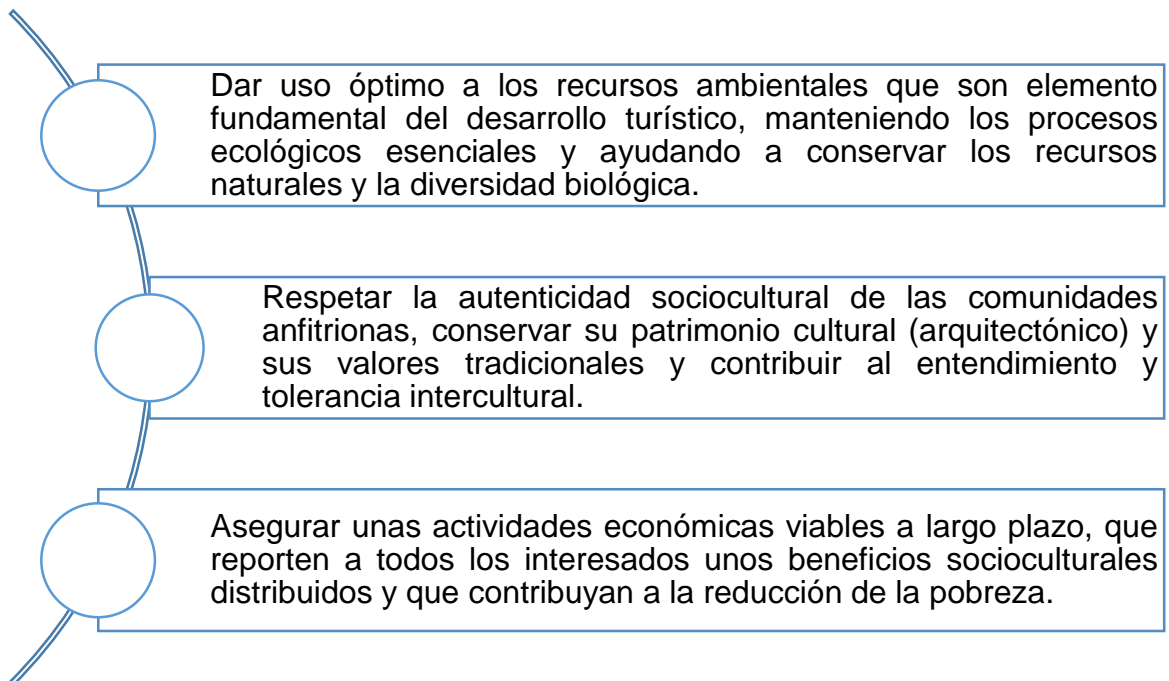 Dar uso óptimo a los recursos ambientales que son elemento
fundamental del desarrollo turístico, manteniendo los procesos
ecológicos esenciales y ayudando a conservar los recursos
naturales y la diversidad biológica.
Respetar la autenticidad sociocultural de las comunidades
anfitrionas, conservar su patrimonio cultural (arquitectónico) y
sus valores tradicionales y contribuir al entendimiento y
tolerancia intercultural.
Asegurar unas actividades económicas viables a largo plazo, que
reporten a todos los interesados unos beneficios socioculturales
distribuidos y que contribuyan a la reducción de la pobreza.